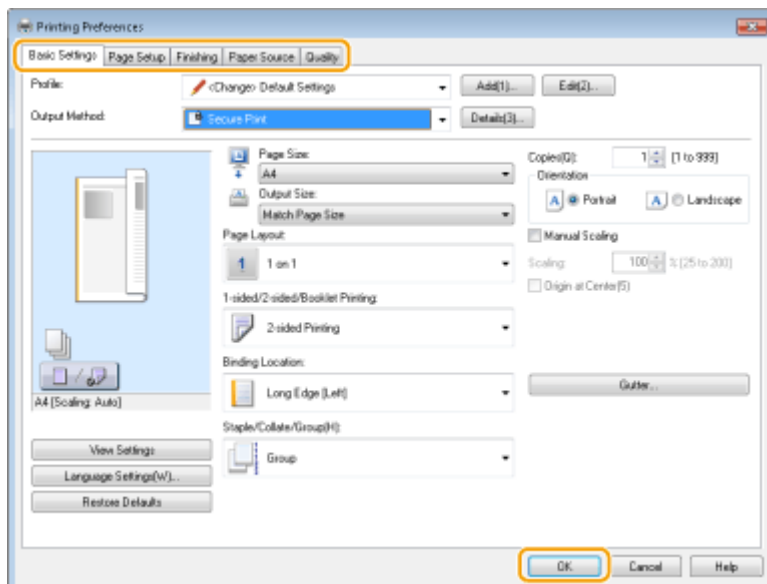 Printing Preferences
Basic Settings Page Setup Finishing Paper Source Quality
Profile: <Change> Default Settings Add(1)... Edit(2)...
Output Method: Secure Print Details(3)...
Page Size:
A4
Output Size:
Match Page Size
Page Layout:
1 1 on 1
1-sided/2-sided/Booklet Printing:
2-sided Printing
Binding Location:
Long Edge [Left]
Staple/Collate/Group(H):
Group
Copies(Q): 1 [1 to 999]
Orientation
A Portrait A Landscape
Manual Scaling
Scaling: 100 % [25 to 200]
Origin at Center(5)
Gutter...
A4 [Scaling: Auto]
View Settings
Language Settings(W)...
Restore Defaults
OK Cancel Help